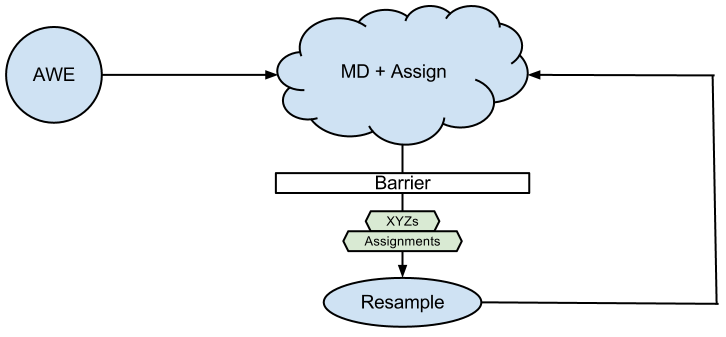 AWE
MD + Assign
Barrier
XYZs
Assignments
Resample